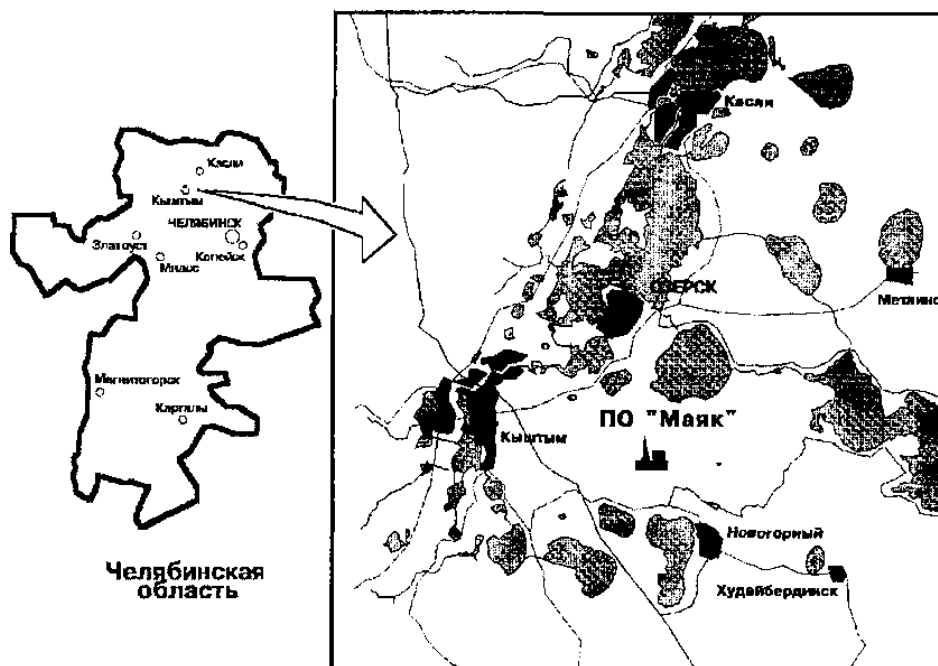 Касли
Кыштым
ЧЕЛЯБИНСК
Златоуст
Копейск
Миасс
Магнитогорск
Карталы
Челябинская
область
Касли
ОЗЕРСК
Метлино
ПО "Маяк"
Кыштым
Новогорный
Худайбердинск